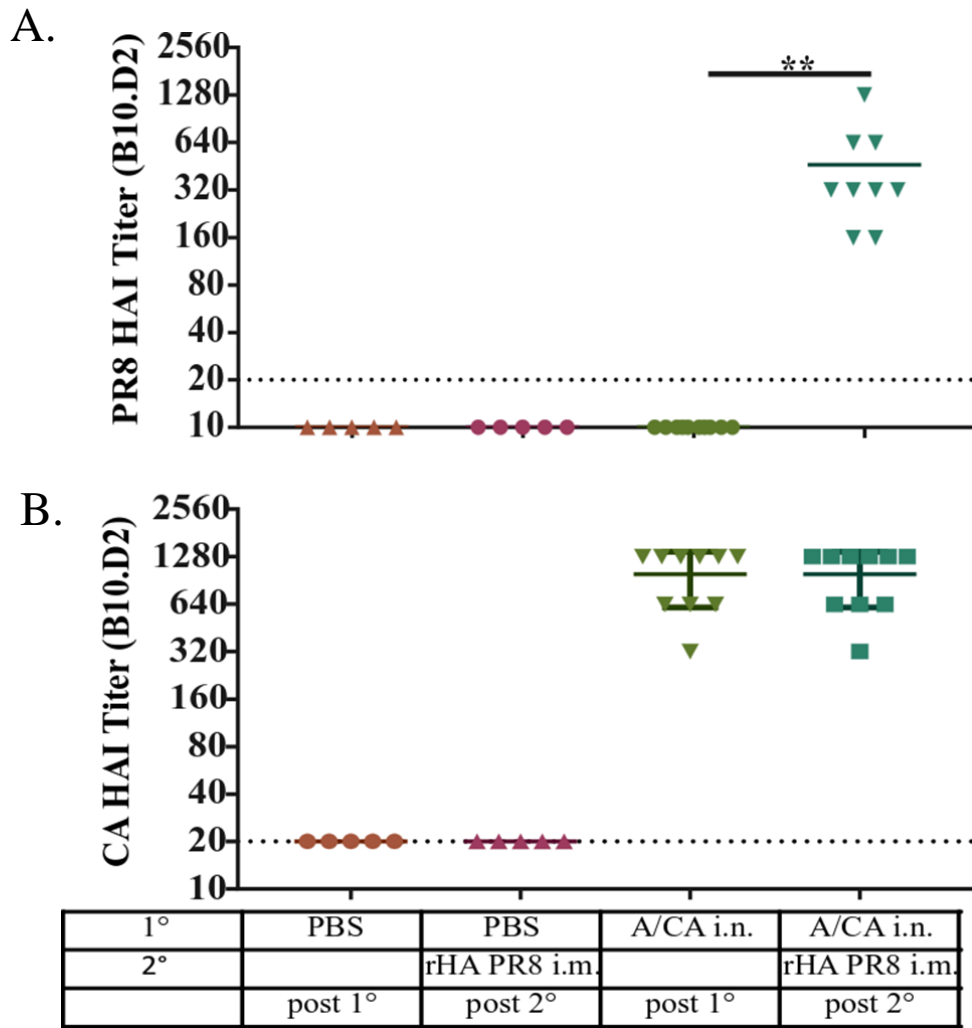 A.
PR8 HAI Titer (B10.D2)
2560
1280
640
320
160
80
40
20
10
**
B.
CA HAI Titer (B10.D2)
2560
1280
640
320
160
80
40
20
10
1° PBS PBS A/CA i.n. A/CA i.n.
2° rHA PR8 i.m. rHA PR8 i.m.
post 1° post 2° post 1° post 2°